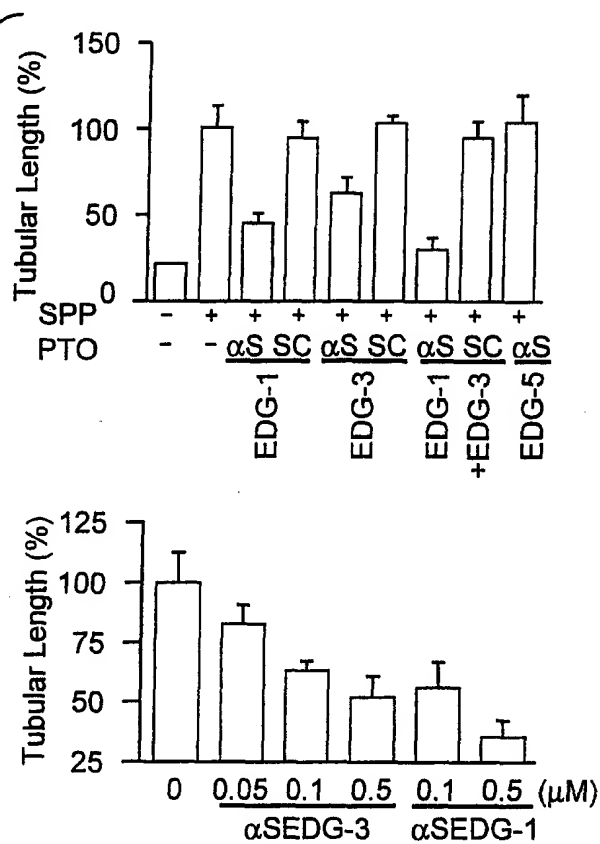 150
100
50
0
Tubular Length (%)
SPP - + + + + + + + +
PTO - - αS SC αS SC αS SC αS
EDG-1
EDG-3
EDG-1
+EDG-3
EDG-5
125
100
75
50
25
Tubular Length (%)
0 0.05 0.1 0.5 0.1 0.5 (μM)
αSEDG-3 αSEDG-1